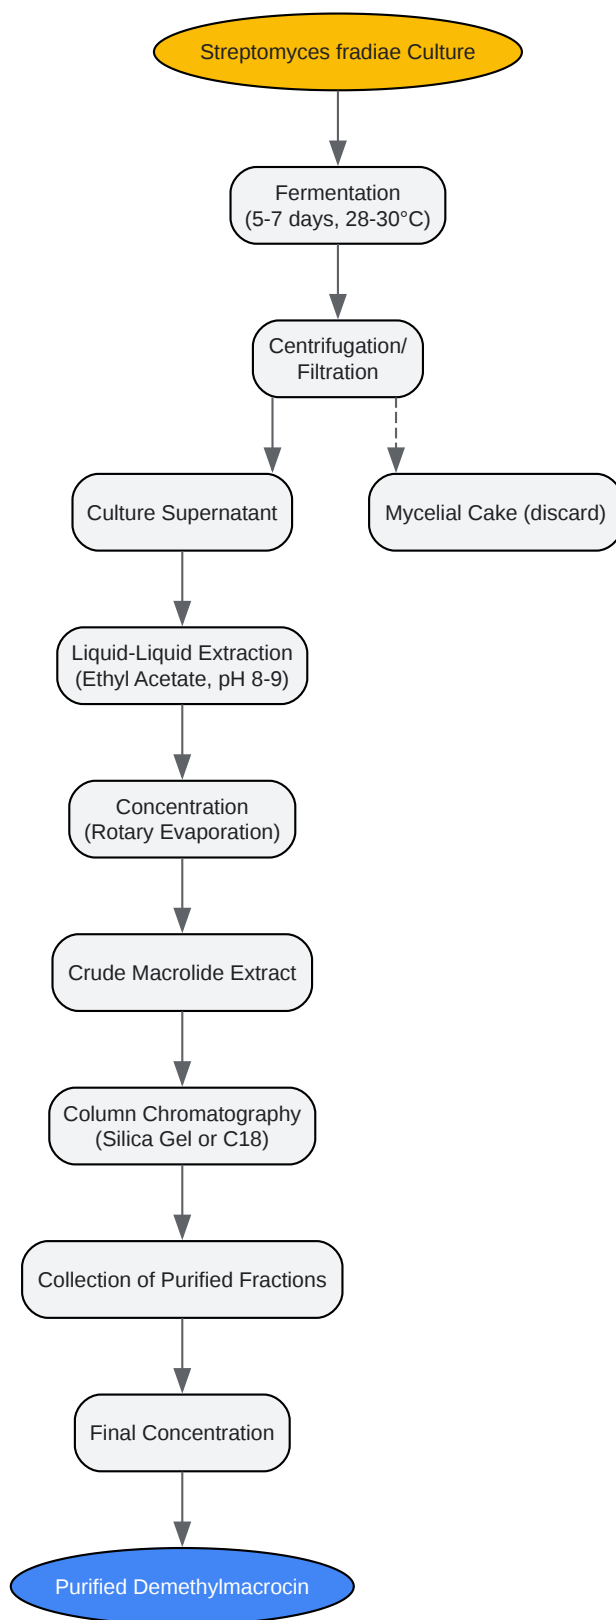 Streptomyces fradiae Culture
Fermentation
(5-7 days, 28-30°C)
Centrifugation/
Filtration
Culture Supernatant
Mycelial Cake (discard)
Liquid-Liquid Extraction
(Ethyl Acetate, pH 8-9)
Concentration
(Rotary Evaporation)
Crude Macrolide Extract
Column Chromatography
(Silica Gel or C18)
Collection of Purified Fractions
Final Concentration
Purified Demethylmacrocin